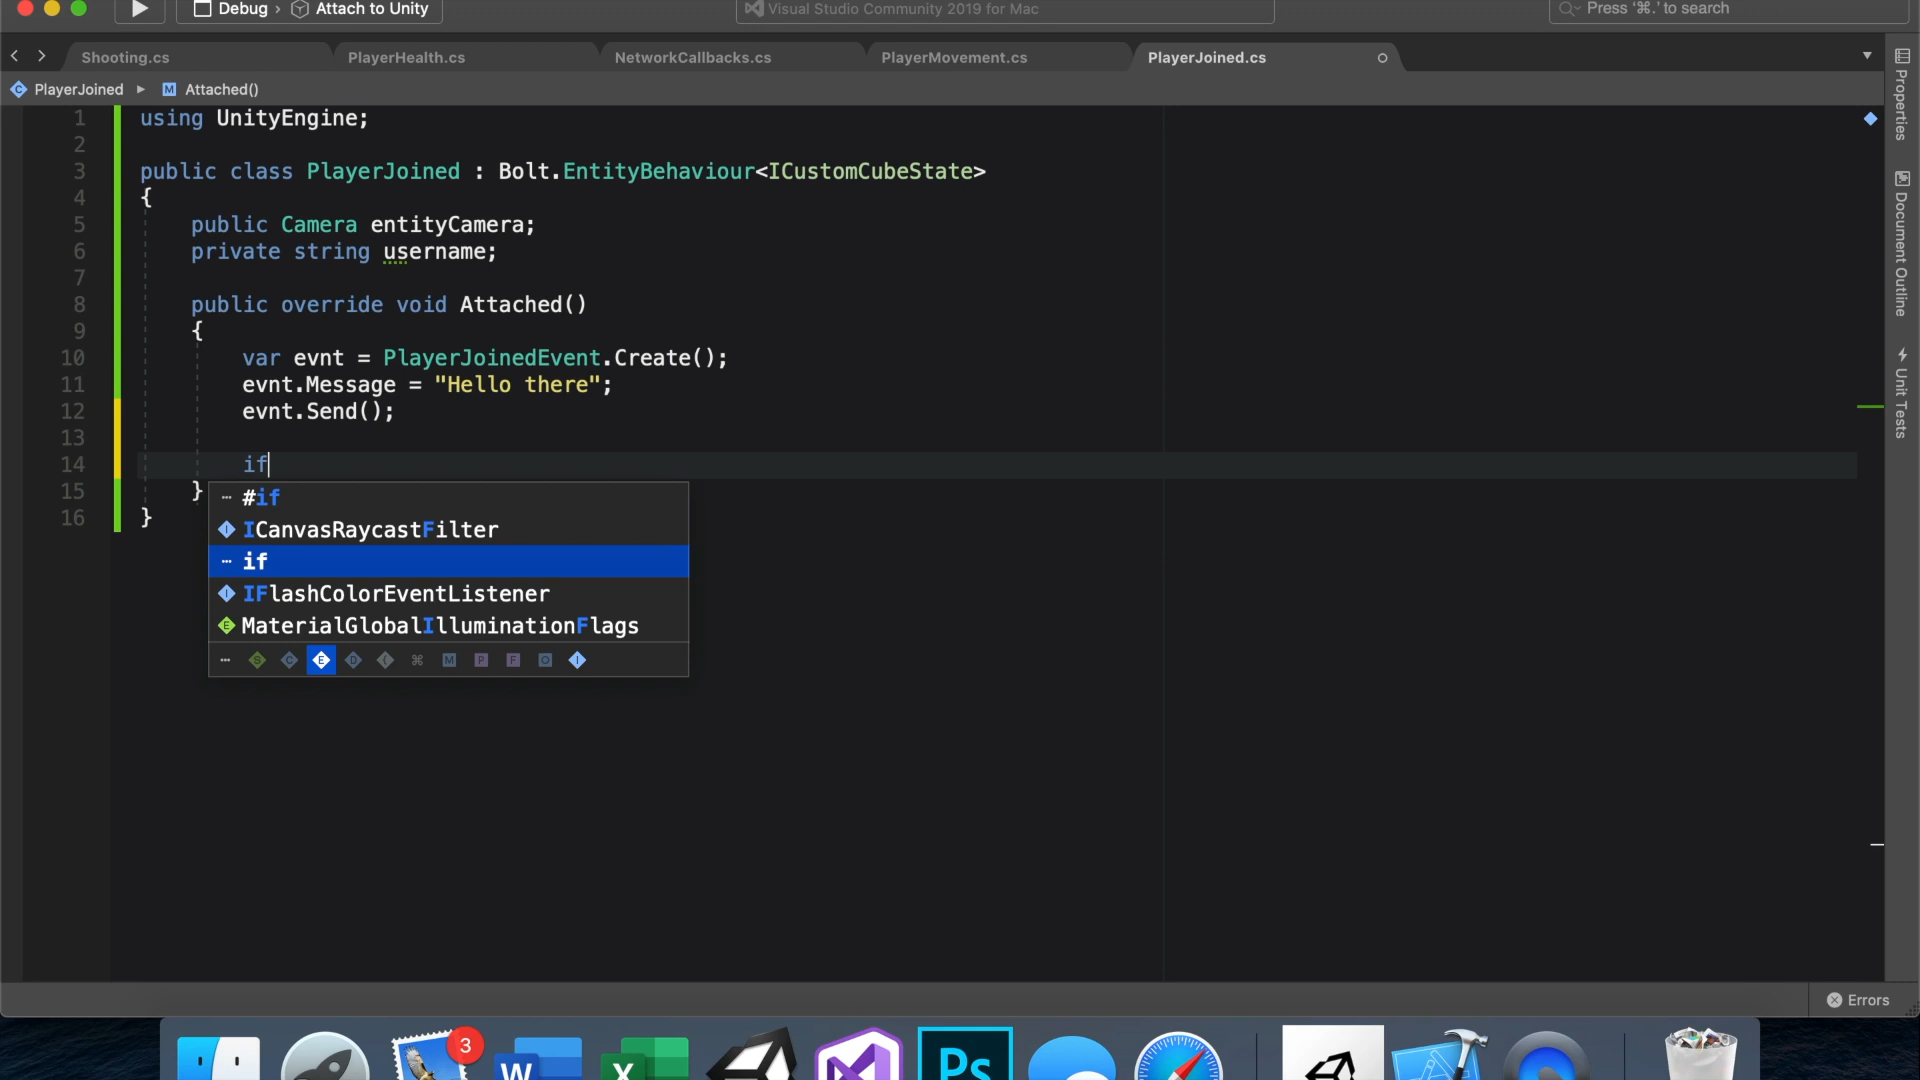 Debug › Attach to Unity
Visual Studio Community 2019 for Mac
Press '⌘.' to search
Shooting.cs
PlayerHealth.cs
NetworkCallbacks.cs
PlayerMovement.cs
PlayerJoined.cs
PlayerJoined
M Attached()
1 using UnityEngine;
2
3 public class PlayerJoined : Bolt.EntityBehaviour<ICustomCubeState>
4 {
5 public Camera entityCamera;
6 private string username;
7
8 public override void Attached()
9 {
10 var evnt = PlayerJoinedEvent.Create();
11 evnt.Message = "Hello there";
12 evnt.Send();
13
14 if
15 }
16 }
#if
ICanvasRaycastFilter
if
IFlashColorEventListener
MaterialGlobalIlluminationFlags
Properties
Document Outline
Unit Tests
Errors
3
W
X
Ps